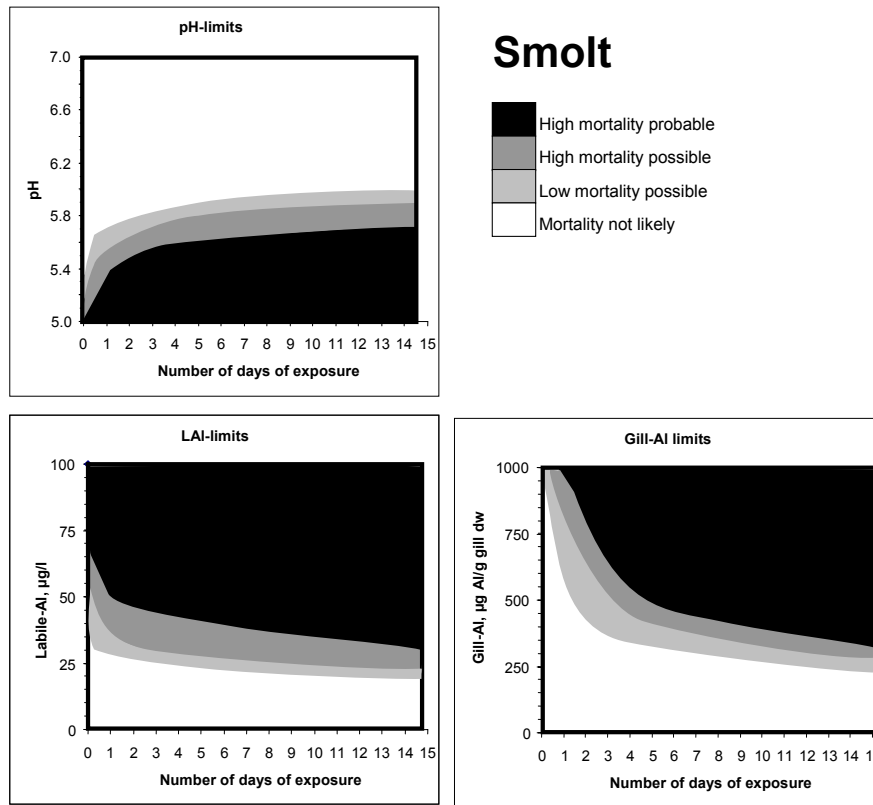 pH-limits
7.0
6.6
6.2
5.8
5.4
5.0
pH
0 1 2 3 4 5 6 7 8 9 10 11 12 13 14 15
Number of days of exposure
Smolt
High mortality probable
High mortality possible
Low mortality possible
Mortality not likely
LAI-limits
100
75
50
25
0
Labile-Al, µg/l
0 1 2 3 4 5 6 7 8 9 10 11 12 13 14 15
Number of days of exposure
Gill-Al limits
1000
750
500
250
0
Gill-Al, µg Al/g gill dw
0 1 2 3 4 5 6 7 8 9 10 11 12 13 14
Number of days of exposure